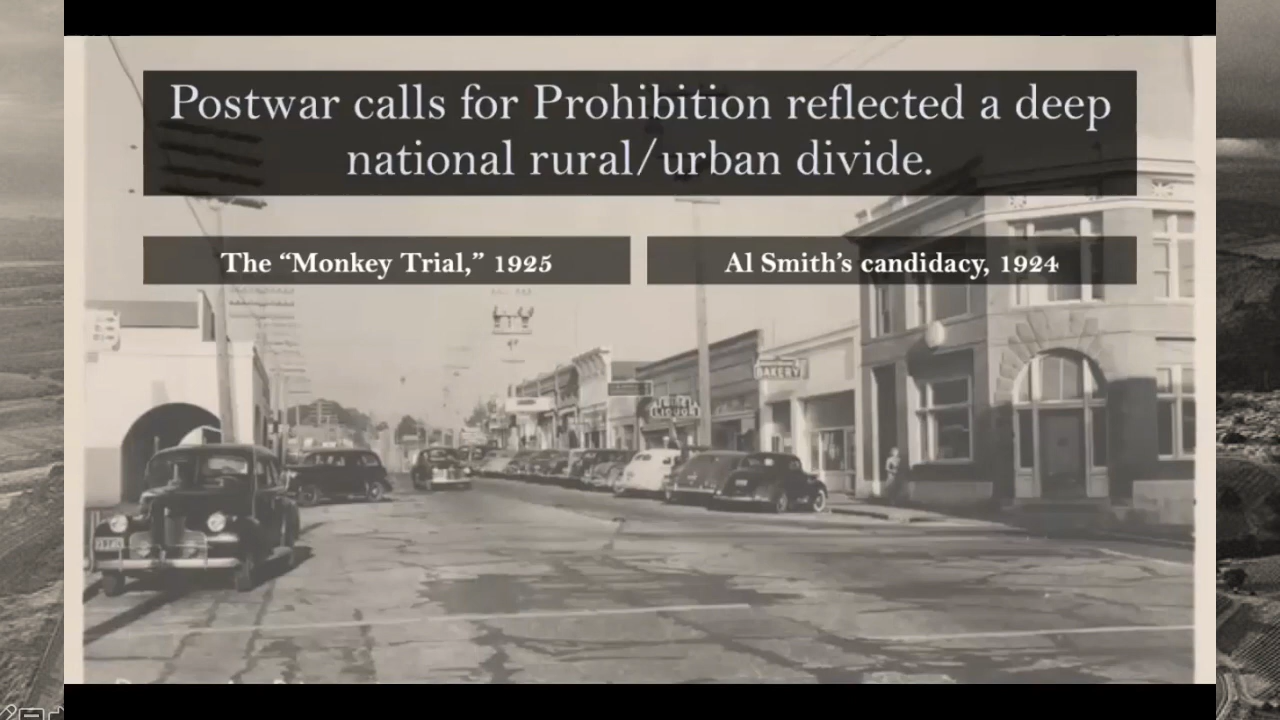 Postwar calls for Prohibition reflected a deep
national rural/urban divide.
The “Monkey Trial,” 1925
Al Smith’s candidacy, 1924
BAKERY
LIQUOR